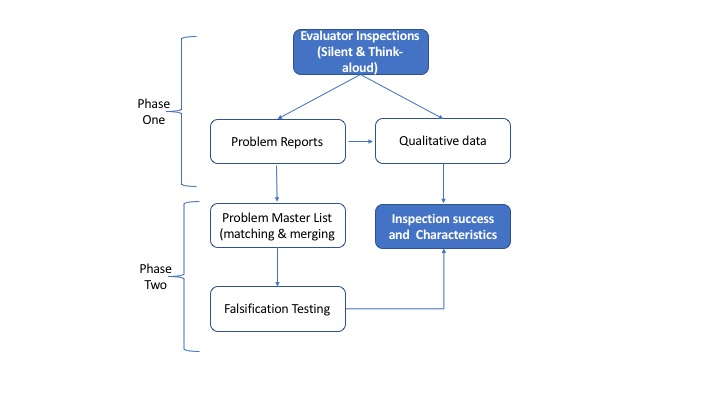 Evaluator Inspections
(Silent & Think-
aloud)
Phase
One
Problem Reports
Qualitative data
Problem Master List
(matching & merging
Inspection success
and Characteristics
Phase
Two
Falsification Testing